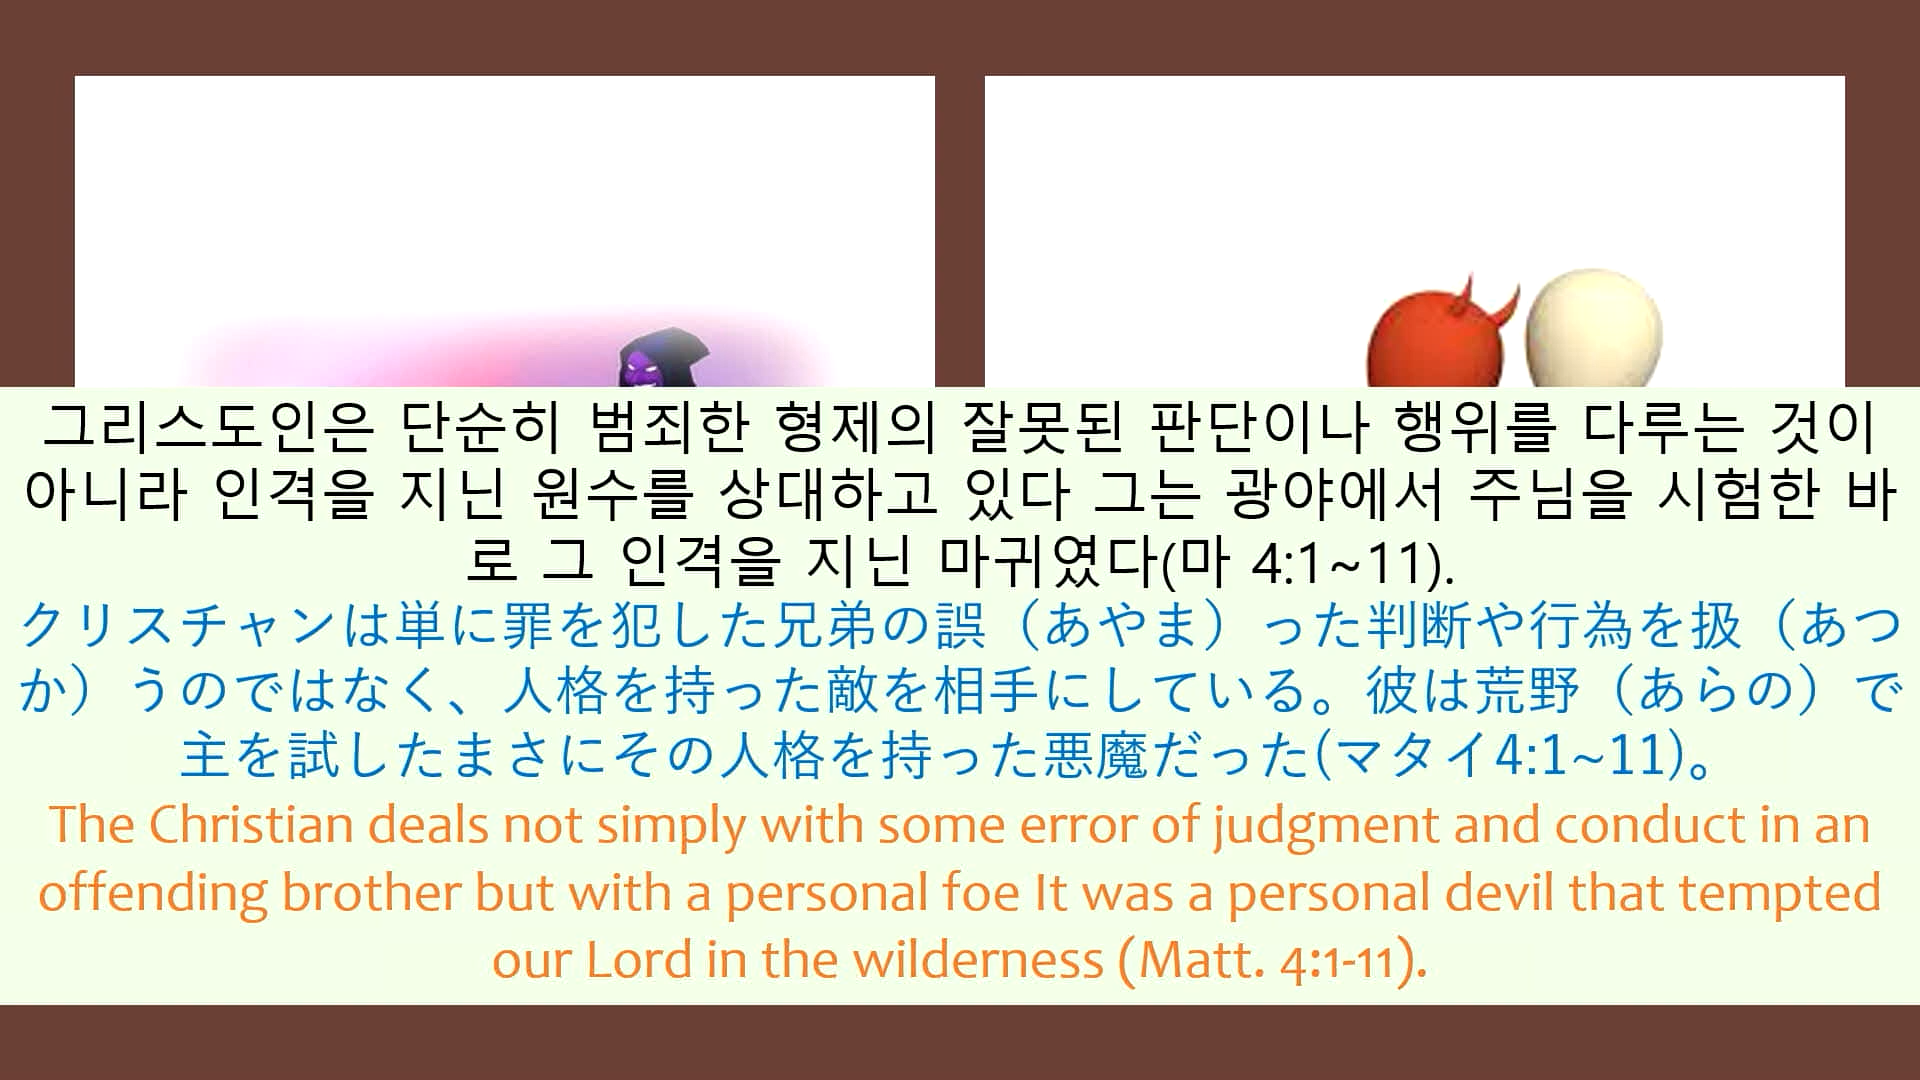 그리스도인은 단순히 범죄한 형제의 잘못된 판단이나 행위를 다루는 것이
아니라 인격을 지닌 원수를 상대하고 있다 그는 광야에서 주님을 시험한 바
로 그 인격을 지닌 마귀였다(마 4:1~11).
クリスチャンは単に罪を犯した兄弟の誤（あやま）った判断や行為を扱（あつ
か）うのではなく、人格を持った敵を相手にしている。彼は荒野（あらの）で
主を試したまさにその人格を持った悪魔だった(マタイ4:1~11)。
The Christian deals not simply with some error of judgment and conduct in an
offending brother but with a personal foe It was a personal devil that tempted
our Lord in the wilderness (Matt. 4:1-11).